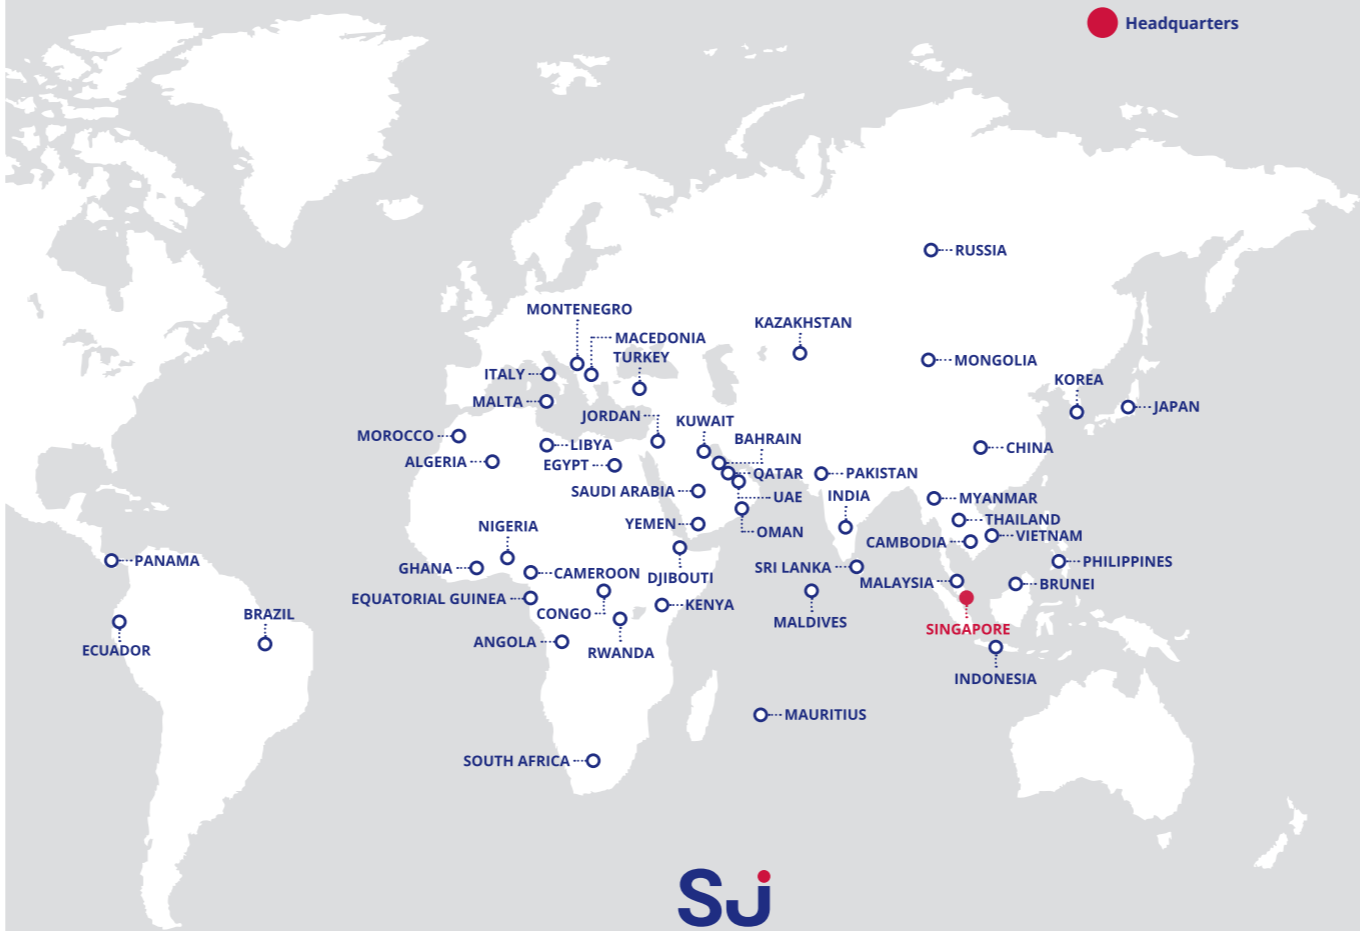 Headquarters
RUSSIA
MONTENEGRO
KAZAKHSTAN
MACEDONIA
TURKEY
MONGOLIA
ITALY
KOREA
MALTA
JAPAN
JORDAN
KUWAIT
MOROCCO
BAHRAIN
LIBYA
CHINA
ALGERIA
EGYPT
QATAR
PAKISTAN
SAUDI ARABIA
UAE
INDIA
MYANMAR
NIGERIA
YEMEN
OMAN
THAILAND
VIETNAM
CAMBODIA
PANAMA
GHANA
CAMEROON
DJIBOUTI
SRI LANKA
PHILIPPINES
MALAYSIA
BRUNEI
EQUATORIAL GUINEA
CONGO
KENYA
BRAZIL
MALDIVES
SINGAPORE
ECUADOR
ANGOLA
RWANDA
INDONESIA
MAURITIUS
SOUTH AFRICA
SJ